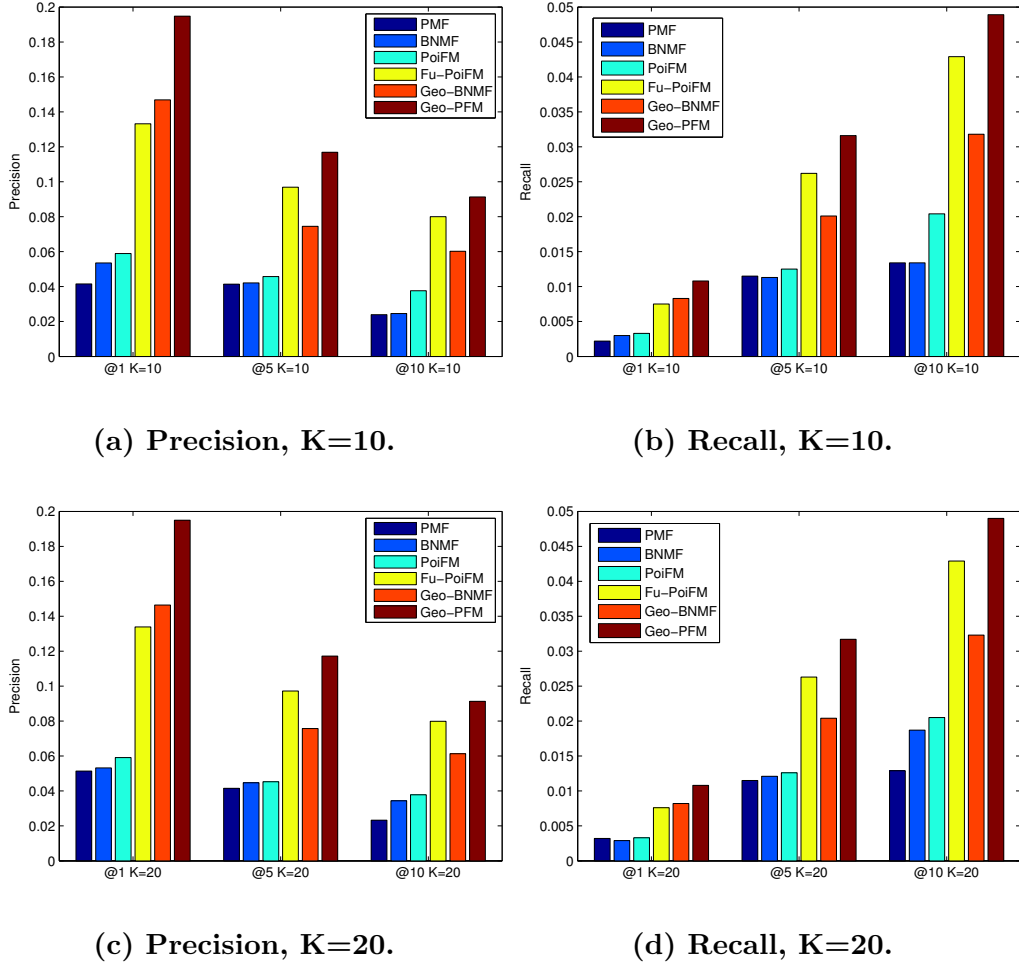 0.2
0.18
0.16
0.14
0.12
0.1
0.08
0.06
0.04
0.02
0
Precision
PMF
BNMF
PoiFM
Fu-PoiFM
Geo-BNMF
Geo-PFM
@1 K=10
@5 K=10
@10 K=10
(a) Precision, K=10.
0.05
0.045
0.04
0.035
0.03
0.025
0.02
0.015
0.01
0.005
0
Recall
PMF
BNMF
PoiFM
Fu-PoiFM
Geo-BNMF
Geo-PFM
@1 K=10
@5 K=10
@10 K=10
(b) Recall, K=10.
0.2
0.18
0.16
0.14
0.12
0.1
0.08
0.06
0.04
0.02
0
Precision
PMF
BNMF
PoiFM
Fu-PoiFM
Geo-BNMF
Geo-PFM
@1 K=20
@5 K=20
@10 K=20
(c) Precision, K=20.
0.05
0.045
0.04
0.035
0.03
0.025
0.02
0.015
0.01
0.005
0
Recall
PMF
BNMF
PoiFM
Fu-PoiFM
Geo-BNMF
Geo-PFM
@1 K=20
@5 K=20
@10 K=20
(d) Recall, K=20.